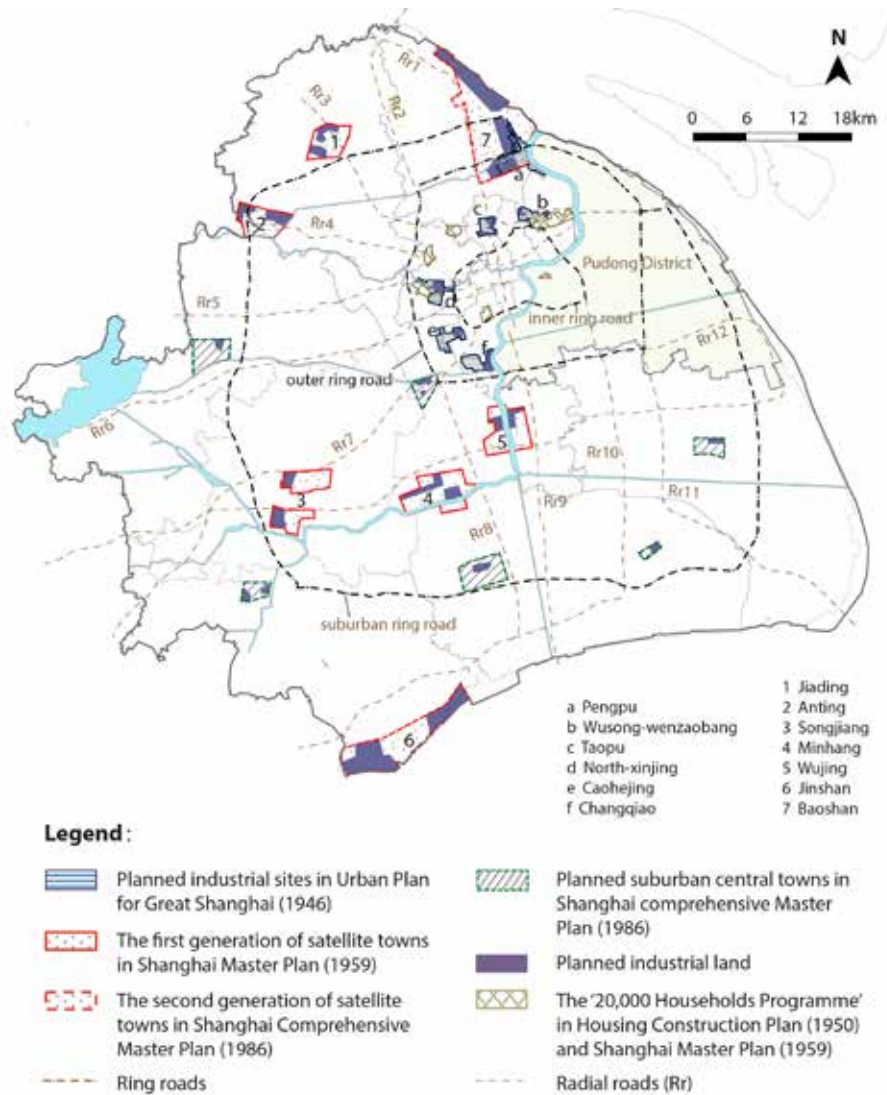 N
0 6 12 18km
Rr1
Rr3
Rr2
1
7
a
b
c
2
Rr4
Pudong District
d
Rr5
inner ring road
e
f
Rr12
outer ring road
Rr6
Rr7
5
Rr10
3
4
Rr11
Rr9
Rr8
suburban ring road
6
a Pengpu
b Wusong-wenzaobang
c Taopu
d North-xinjing
e Caohejing
f Changqiao
1 Jiading
2 Anting
3 Songjiang
4 Minhang
5 Wujing
6 Jinshan
7 Baoshan
Legend:
Planned industrial sites in Urban Plan
for Great Shanghai (1946)
The first generation of satellite towns
in Shanghai Master Plan (1959)
The second generation of satellite
towns in Shanghai Comprehensive
Master Plan (1986)
Ring roads
Planned suburban central towns in
Shanghai comprehensive Master
Plan (1986)
Planned industrial land
The '20,000 Households Programme'
in Housing Construction Plan (1950)
and Shanghai Master Plan (1959)
Radial roads (Rr)